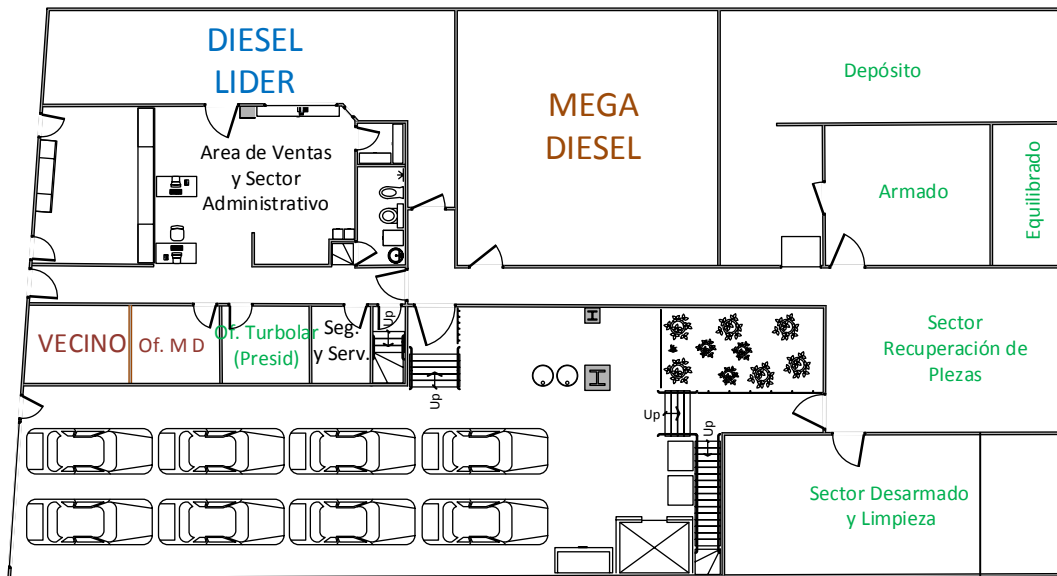 DIESEL
LIDER
MEGA
DIESEL
Depósito
Area de Ventas
y Sector
Administrativo
Armado
Equilibrado
VECINO
Of. M D
Of. Turbolar
(Presid)
Seg.
y Serv.
Up
Up
Sector
Recuperación de
PIezas
Up
Up
Sector Desarmado
y Limpieza